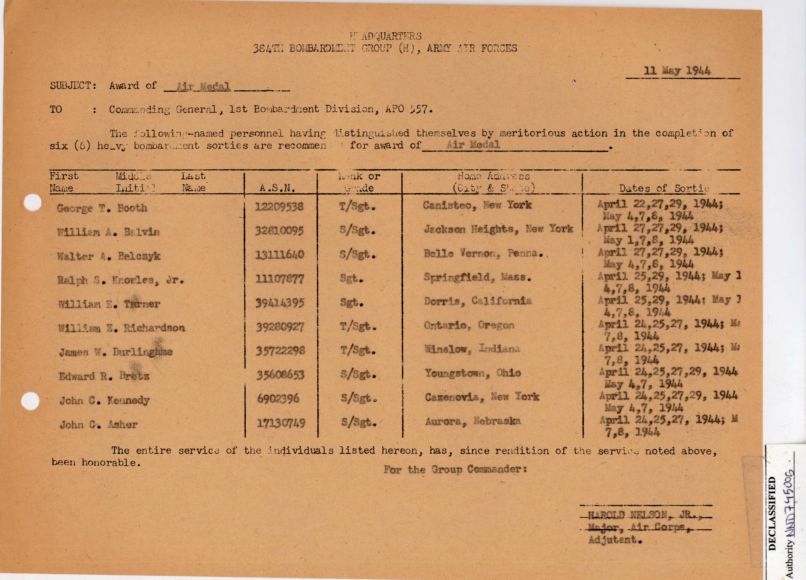 HEADQUARTERS
384TH BOMBARDMENT GROUP (H), ARMY AIR FORCES
11 May 1944
SUBJECT: Award of Air Medal
TO : Commanding General, 1st Bombardment Division, APO 557.
The following-named personnel having distinguished themselves by meritorious action in the completion of
six (6) heavy bombardment sorties are recommen for award of Air Medal .
First Middle Last Rank or Home Address
Name Initial Name A.S.N. Grade (City & State) Dates of Sortie
George T. Booth 12209538 T/Sgt. Canisteo, New York April 22,27,29, 1944;
May 4,7,8, 1944
William A. Balvin 32810095 S/Sgt. Jackson Heights, New York April 27,27,29, 1944;
May 1,7,8, 1944
Walter A. Belczyk 13111640 S/Sgt. Belle Vernon, Penna. April 27,27,29, 1944;
May 4,7,8, 1944
Ralph S. Knowles, Jr. 11107877 Sgt. Springfield, Mass. April 25,29, 1944; May 1
4,7,8, 1944
William E. Turner 39414395 Sgt. Dorris, California April 25,29, 1944: May
4,7,8, 1944
William Z. Richardson 39280927 T/Sgt. Ontario, Oregon April 24,25,27, 1944;
7,8, 1944
James W. Burlinghme 35722298 T/Sgt. Winslow, Indiana April 24,25,27, 1944;
7,8, 1944
Edward R. Bretz 35608653 S/Sgt. Youngstown, Ohio April 24,25,27,29, 1944
May 4,7, 1944
John C. Kennedy 6902396 S/Sgt. Cazenovia, New York April 24,25,27,29, 1944
May 4,7, 1944
John C. Asher 17130749 S/Sgt. Aurora, Nebraska April 24,25,27, 1944; M
7,8, 1944
The entire service of the individuals listed hereon, has, since rendition of the service noted above,
been honorable.
For the Group Commander:
HAROLD NELSON, JR.,
Major, Air Corps,
Adjutant.
DECLASSIFIED
Authority NND745005